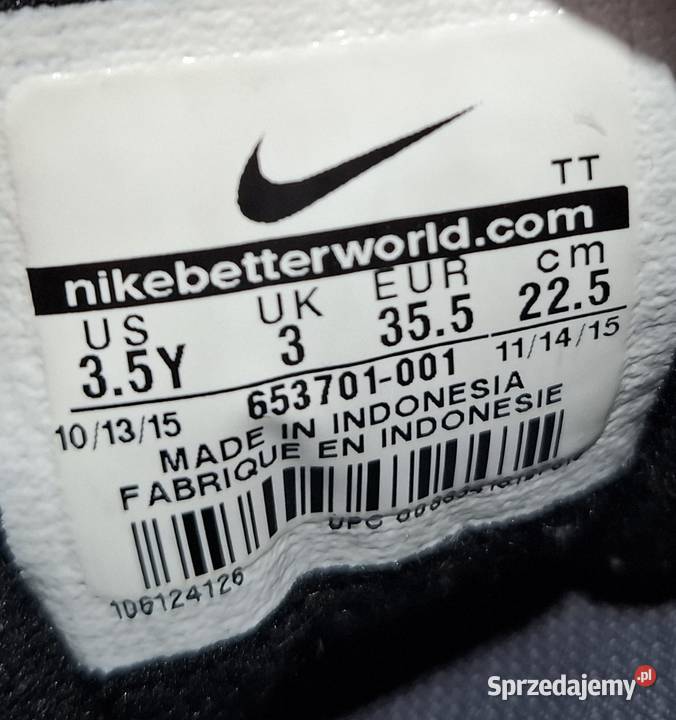 TT
nikebetterworld.com
US UK EUR cm
3.5Y 3 35.5 22.5
10/13/15 653701-001 11/14/15
MADE IN INDONESIA
FABRIQUE EN INDONESIE
UPC
106124126
Sprzedajemy.pl